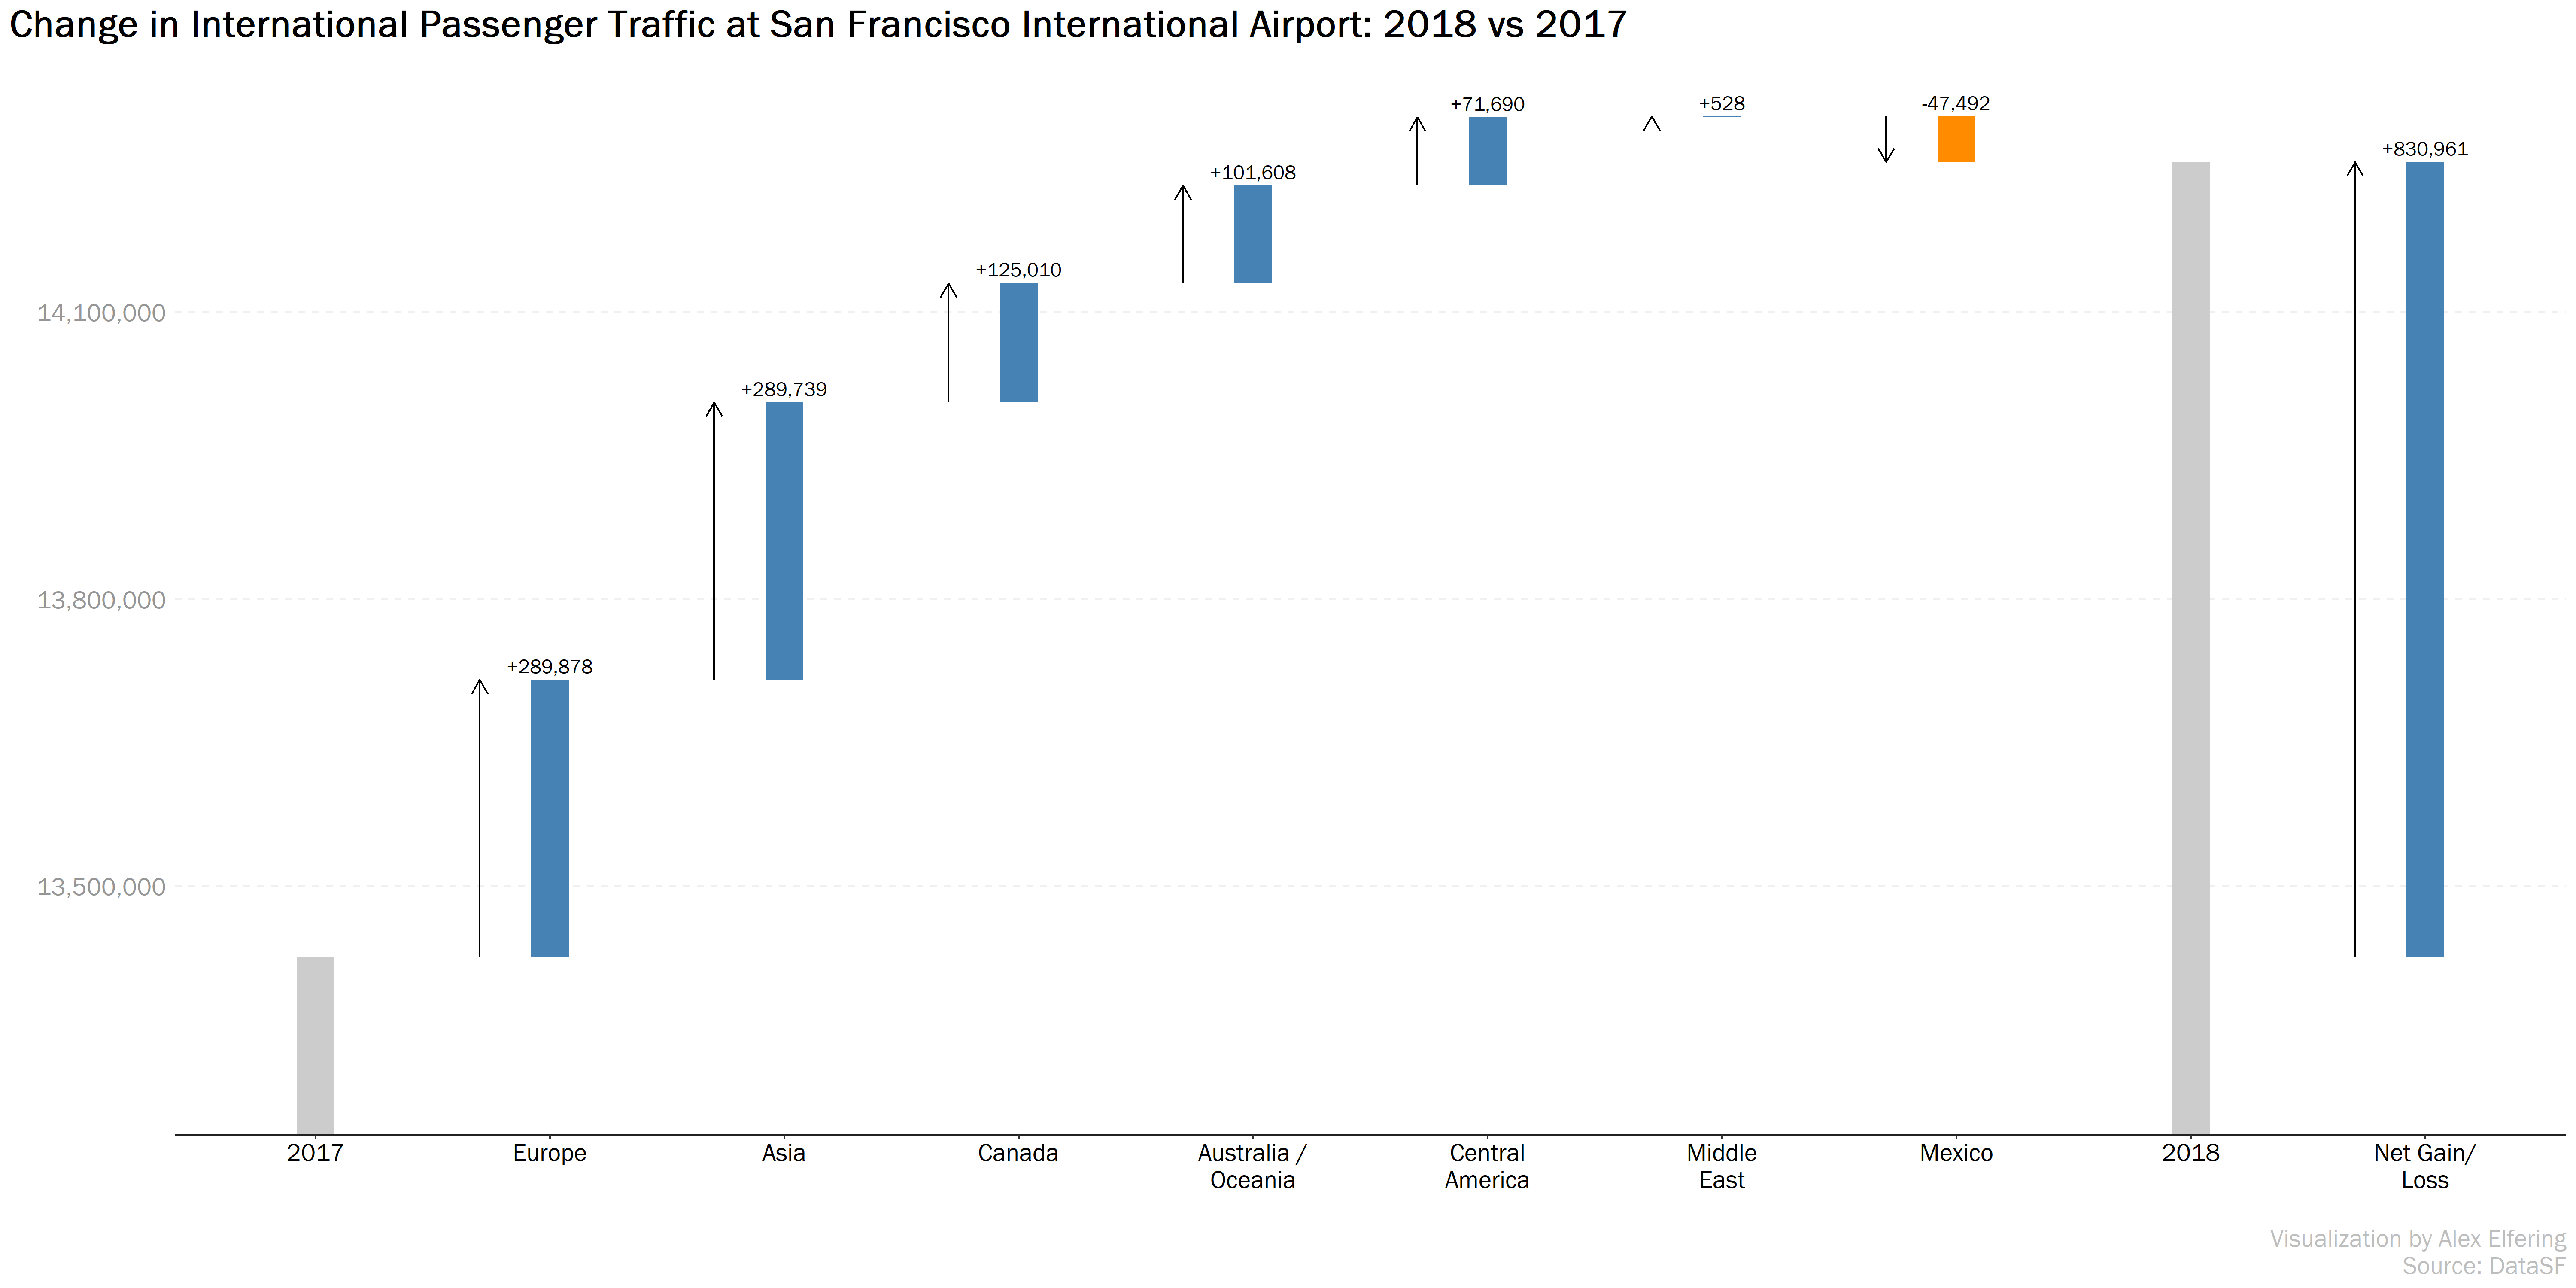 Change in International Passenger Traffic at San Francisco International Airport: 2018 vs 2017
+71,690
+528
-47,492
+830,961
+101,608
+125,010
14,100,000
+289,739
13,800,000
+289,878
13,500,000
2017
Europe
Asia
Canada
Australia /
Oceania
Central
America
Middle
East
Mexico
2018
Net Gain/
Loss
Visualization by Alex Elfering
Source: DataSF